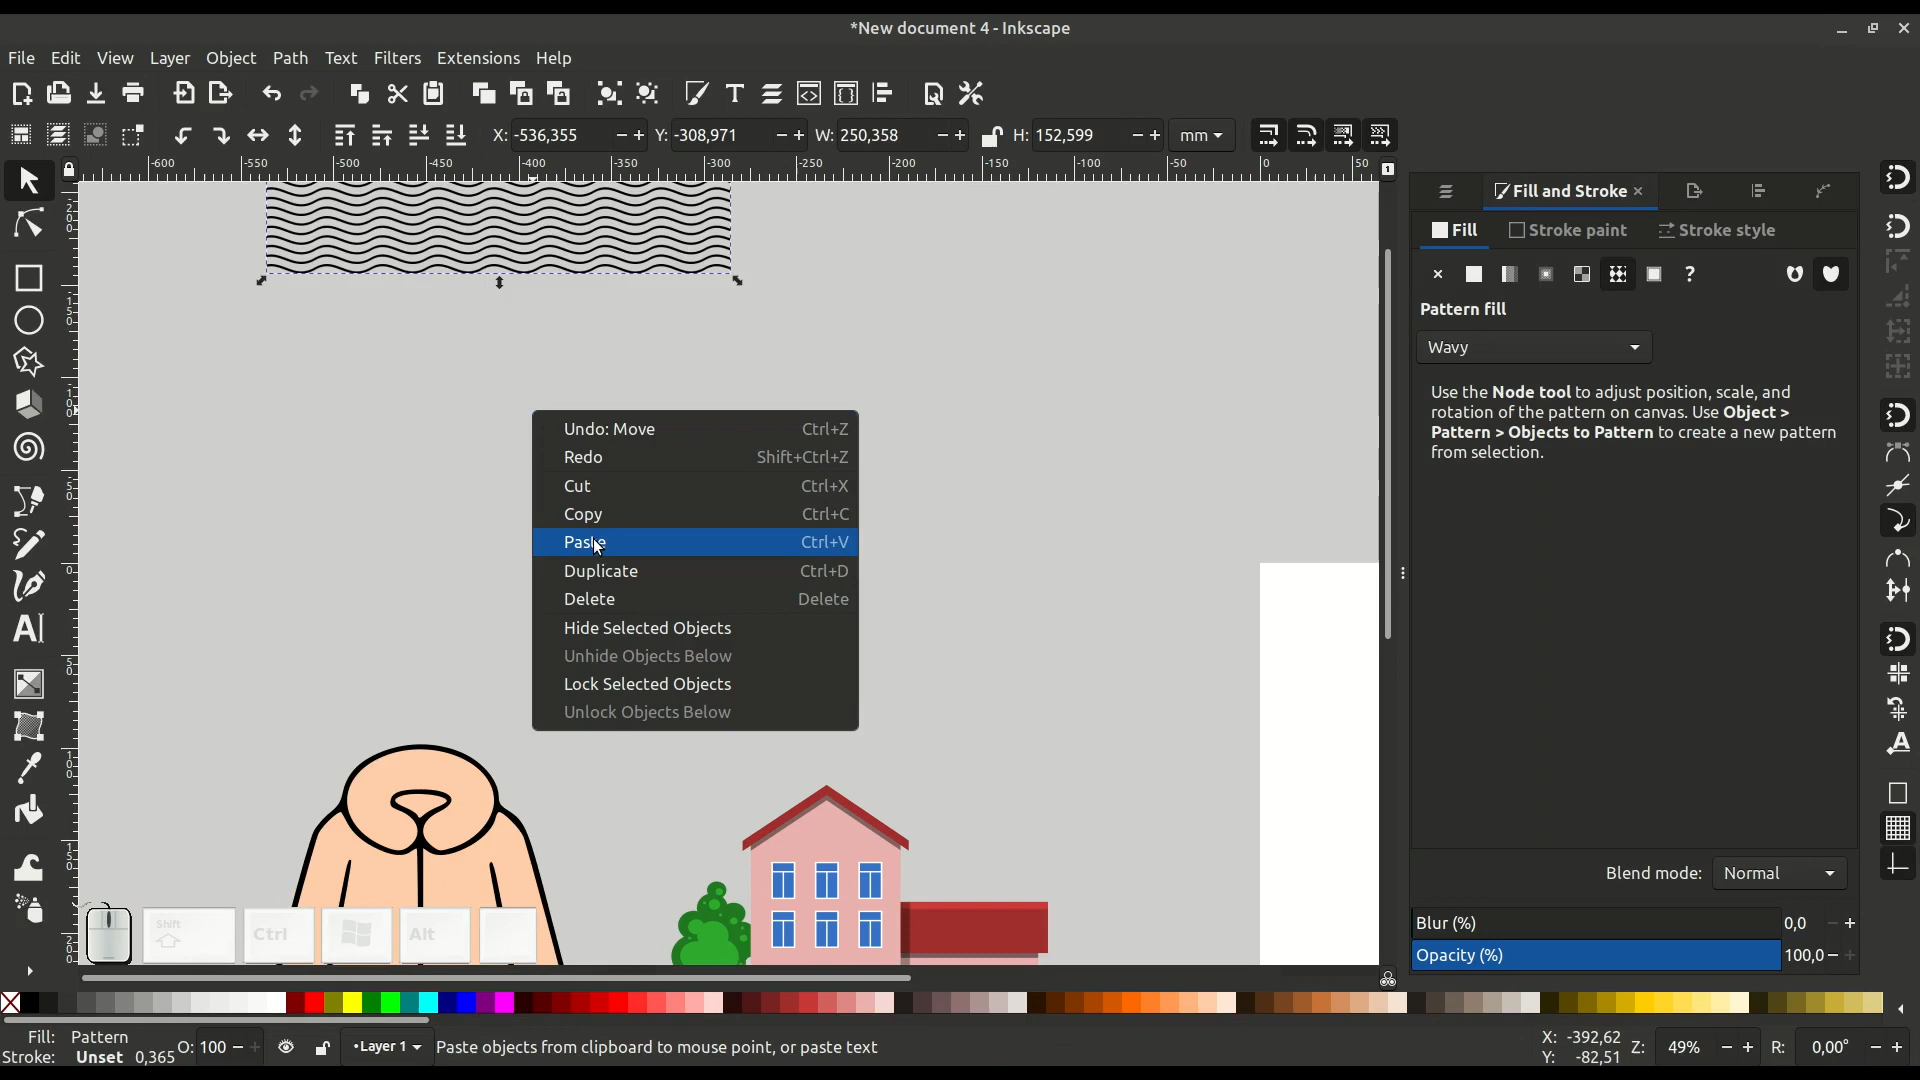 *New document 4 - Inkscape
File Edit View Layer Object Path Text Filters Extensions Help
X: -536,355 Y: -308,971 W: 250,358 H: 152,599 mm
-600 -550 -500 -450 -400 -350 -300 -250 -200 -150 -100 -50 0 50
Fill and Stroke
Fill Stroke paint Stroke style
Pattern fill
Wavy
Use the Node tool to adjust position, scale, and
rotation of the pattern on canvas. Use Object >
Pattern > Objects to Pattern to create a new pattern
from selection.
Undo: Move Ctrl+Z
Redo Shift+Ctrl+Z
Cut Ctrl+X
Copy Ctrl+C
Paste Ctrl+V
Duplicate Ctrl+D
Delete Delete
Hide Selected Objects
Unhide Objects Below
Lock Selected Objects
Unlock Objects Below
Blend mode: Normal
Blur (%) 0,0
Opacity (%) 100,0
Shift
Ctrl
Alt
Fill: Pattern
Stroke: Unset 0,365
O: 100
•Layer 1
Paste objects from clipboard to mouse point, or paste text
X: -392,62
Y: -82,51
Z: 49%
R: 0,00°